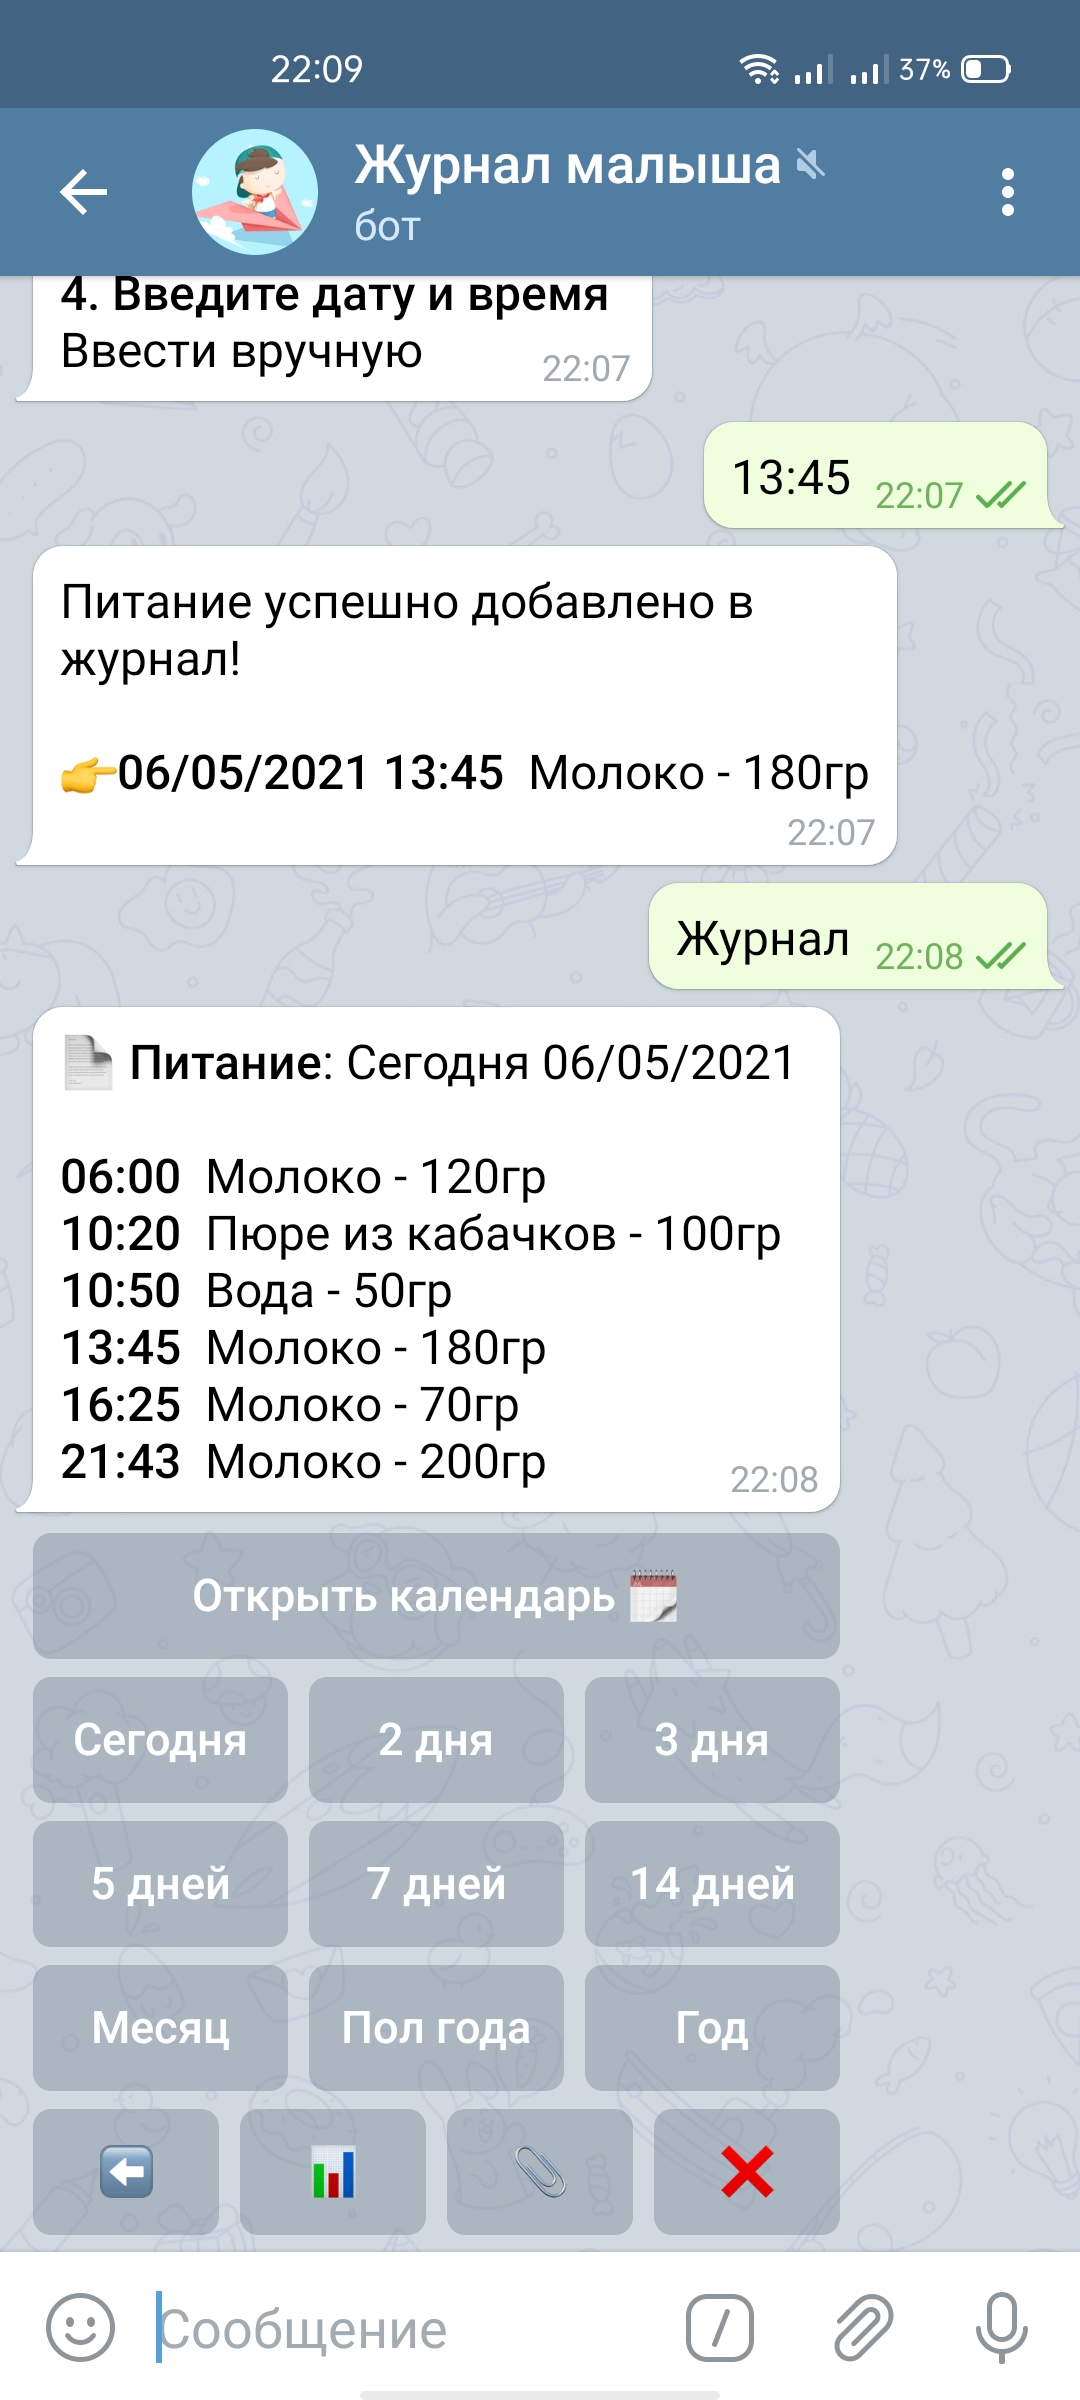 22:09
37%
Журнал малыша
бот
4. Введите дату и время
Ввести вручную
22:07
13:45 22:07
Питание успешно добавлено в
журнал!
06/05/2021 13:45 Молоко - 180гр
22:07
Журнал 22:08
Питание: Сегодня 06/05/2021
06:00 Молоко - 120гр
10:20 Пюре из кабачков - 100гр
10:50 Вода - 50гр
13:45 Молоко - 180гр
16:25 Молоко - 70гр
21:43 Молоко - 200гр
22:08
Открыть календарь
Сегодня 2 дня 3 дня
5 дней 7 дней 14 дней
Месяц Пол года Год
Сообщение